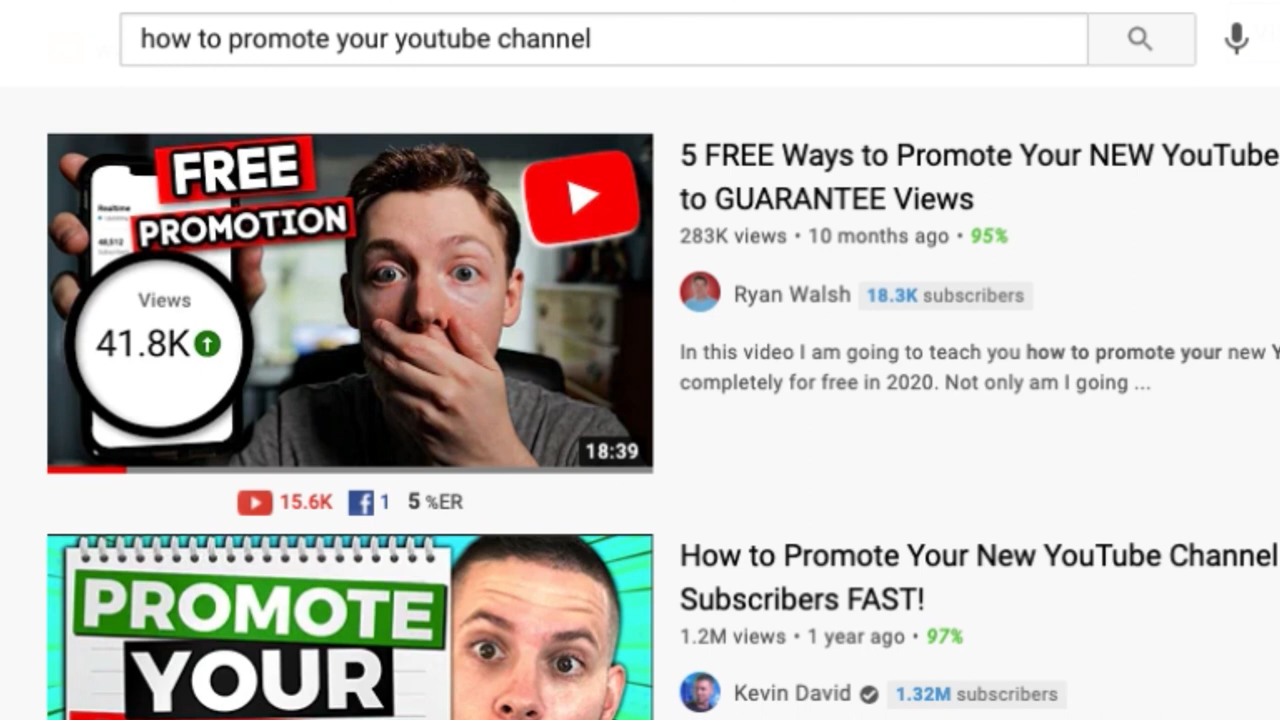 how to promote your youtube channel
FREE
PROMOTION
Realtime
48,512
Views
41.8K
18:39
15.6K 1 5 %ER
5 FREE Ways to Promote Your NEW YouTube
to GUARANTEE Views
283K views • 10 months ago • 95%
Ryan Walsh 18.3K subscribers
In this video I am going to teach you how to promote your new Y
completely for free in 2020. Not only am I going ...
PROMOTE
YOUR
How to Promote Your New YouTube Channel
Subscribers FAST!
1.2M views • 1 year ago • 97%
Kevin David 1.32M subscribers